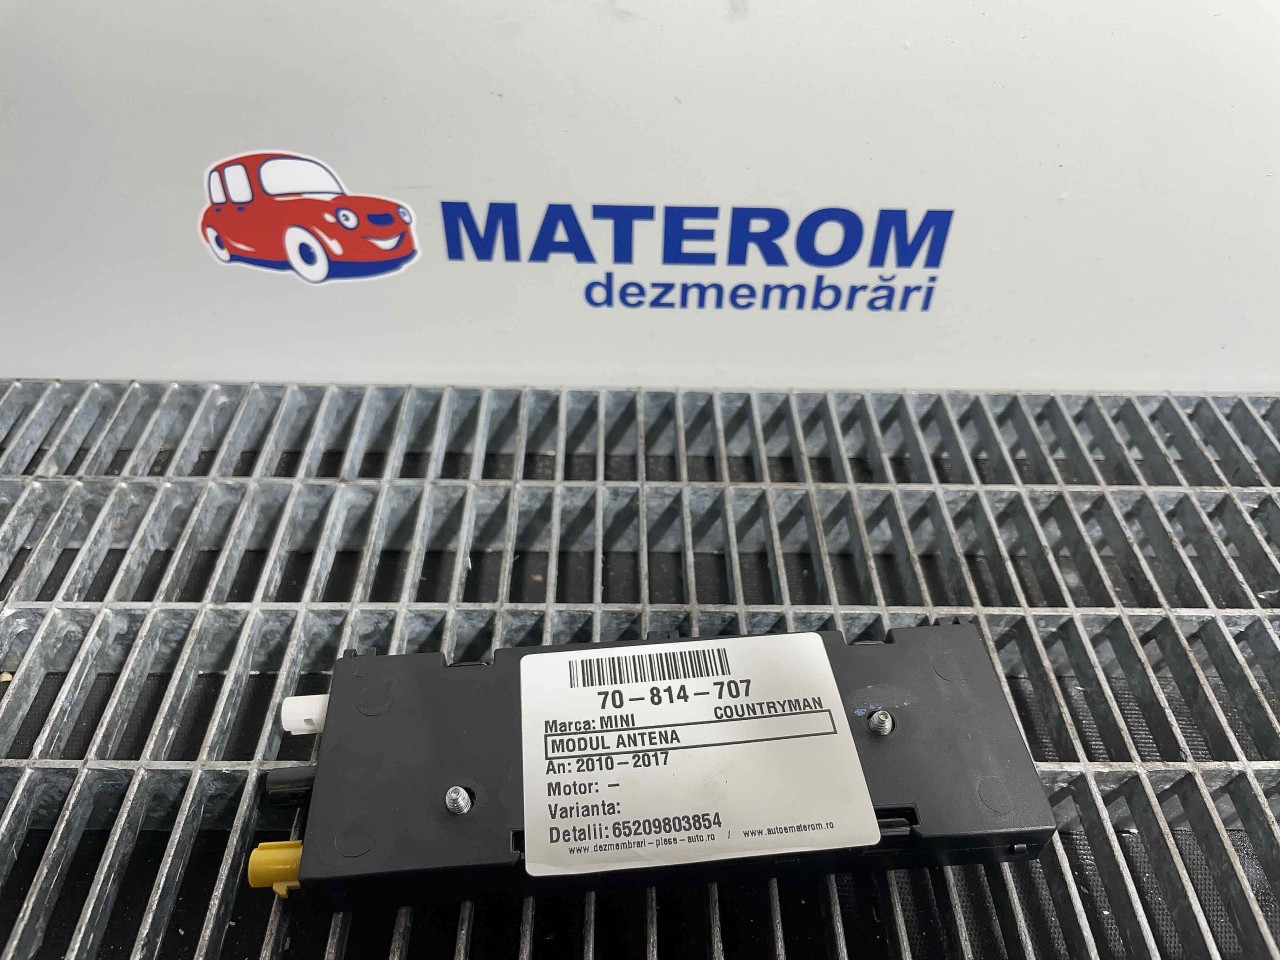 MATEROM
dezmembrări
70-814-707
Marca: MINI COUNTRYMAN
MODUL ANTENA
An: 2010-2017
Motor: -
Varianta:
Detalii: 65209803854
www.dezmembrari-piese-auto.ro / www.autoematerom.ro